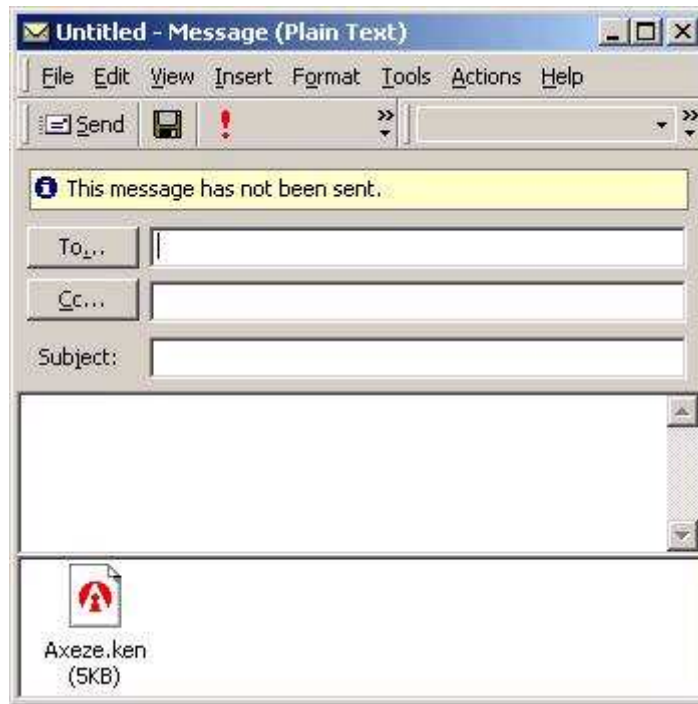 Untitled - Message (Plain Text)
File Edit View Insert Format Tools Actions Help
Send
This message has not been sent.
To...
Cc...
Subject:
Axeze.ken
(5KB)